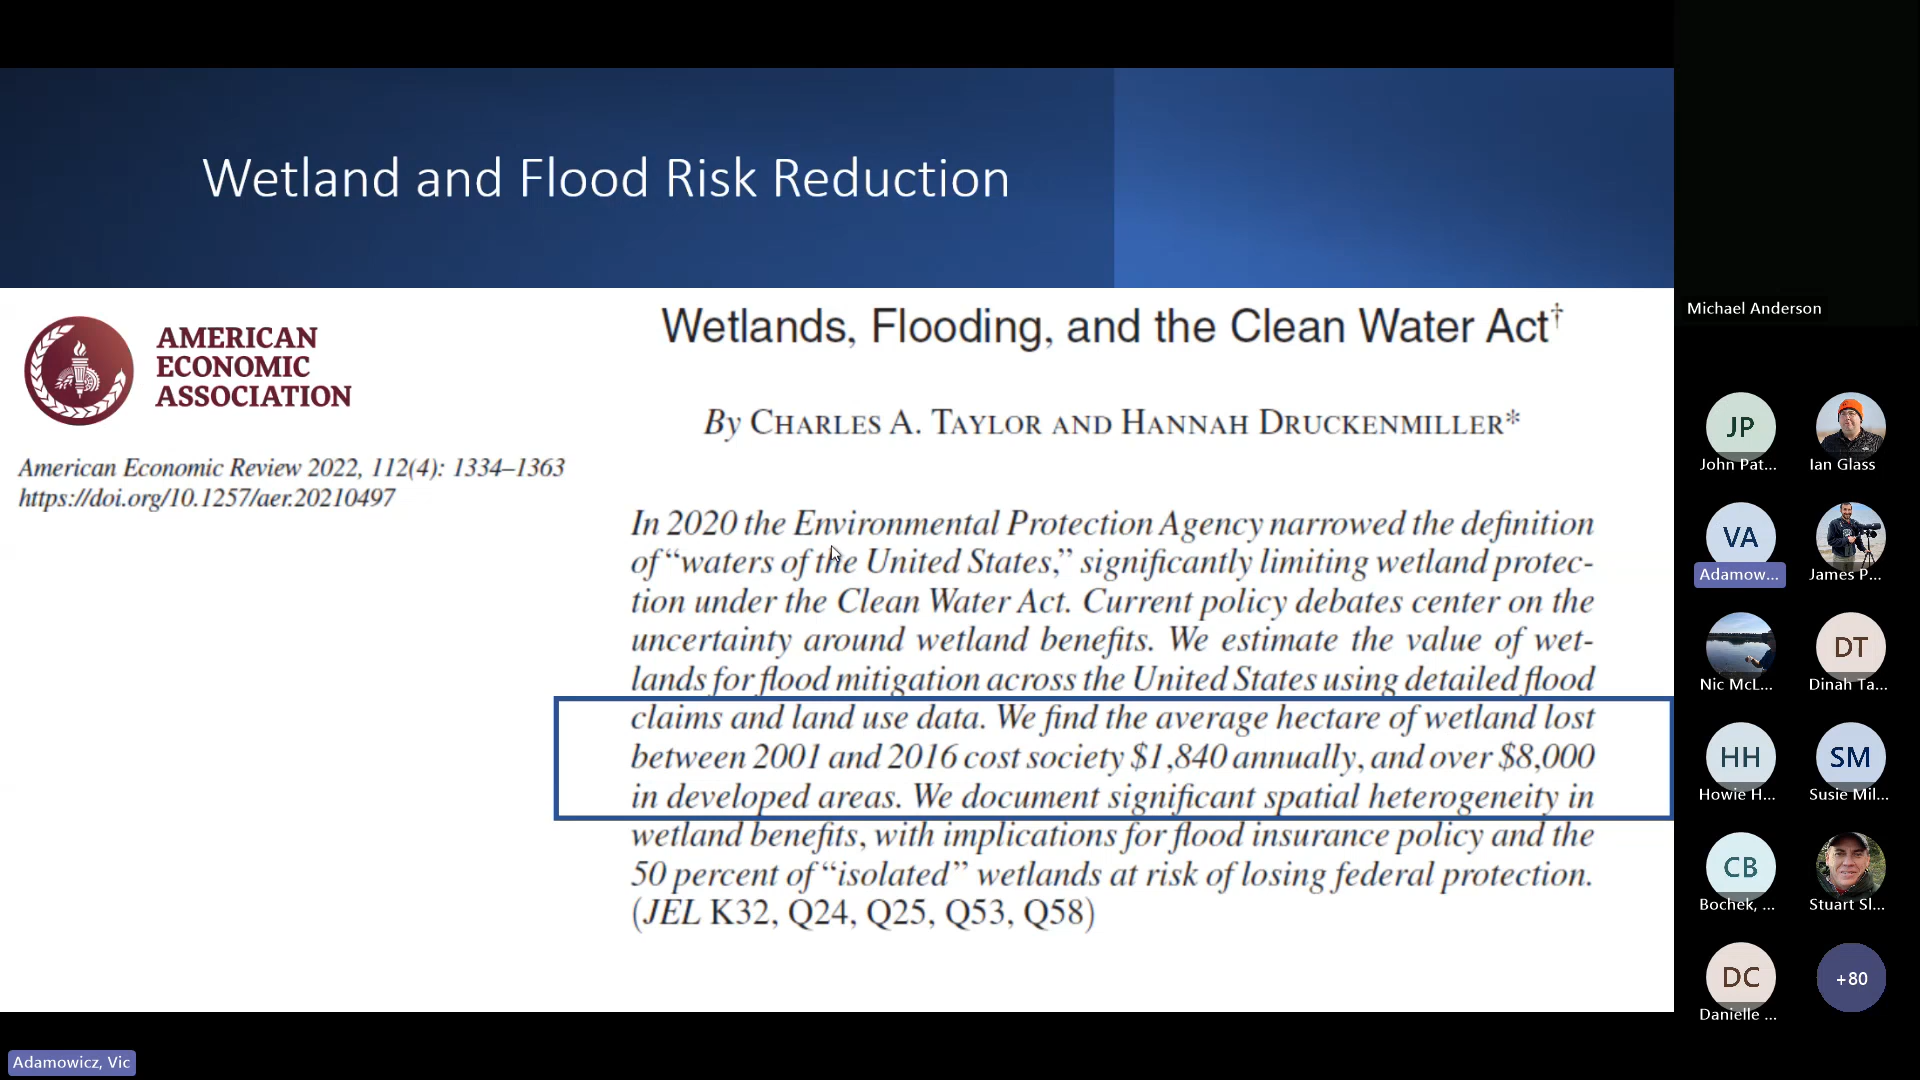 Wetland and Flood Risk Reduction
AMERICAN
ECONOMIC
ASSOCIATION
American Economic Review 2022, 112(4): 1334–1363
https://doi.org/10.1257/aer.20210497
Wetlands, Flooding, and the Clean Water Act†
By CHARLES A. TAYLOR AND HANNAH DRUCKENMILLER*
In 2020 the Environmental Protection Agency narrowed the definition
of “waters of the United States,” significantly limiting wetland protec-
tion under the Clean Water Act. Current policy debates center on the
uncertainty around wetland benefits. We estimate the value of wet-
lands for flood mitigation across the United States using detailed flood
claims and land use data. We find the average hectare of wetland lost
between 2001 and 2016 cost society $1,840 annually, and over $8,000
in developed areas. We document significant spatial heterogeneity in
wetland benefits, with implications for flood insurance policy and the
50 percent of “isolated” wetlands at risk of losing federal protection.
(JEL K32, Q24, Q25, Q53, Q58)
Michael Anderson
JP
John Pat...
Ian Glass
VA
Adamow...
James P...
Nic McL...
DT
Dinah Ta...
HH
Howie H...
SM
Susie Mil...
CB
Bochek, ...
Stuart Sl...
DC
Danielle ...
+80
Adamowicz, Vic